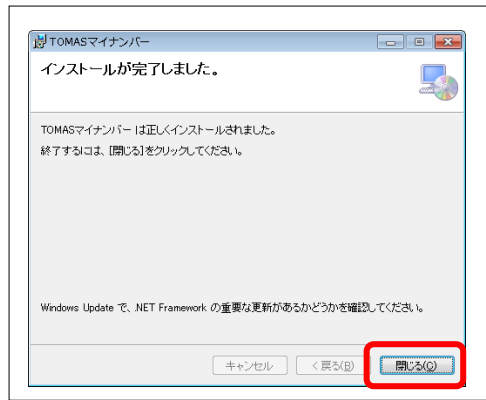 TOMASマイナンバー
インストールが完了しました。
TOMASマイナンバー は正しくインストールされました。
終了するには、[閉じる]をクリックしてください。
Windows Update で、.NET Framework の重要な更新があるかどうかを確認してください。
キャンセル
< 戻る(B)
閉じる(C)